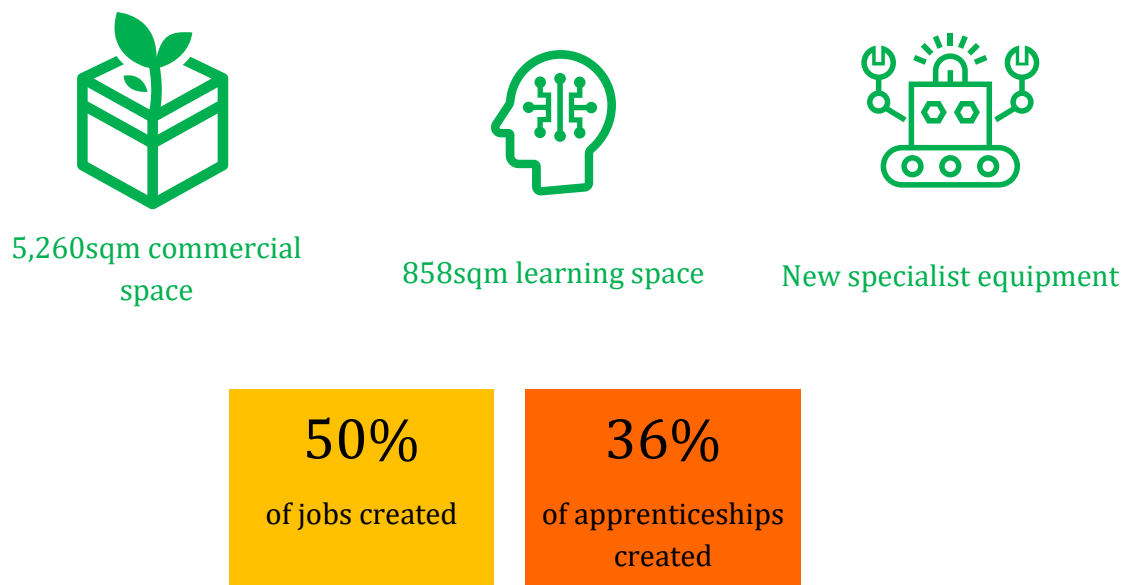 5,260sqm commercial
space
858sqm learning space
New specialist equipment
50%
of jobs created
36%
of apprenticeships
created